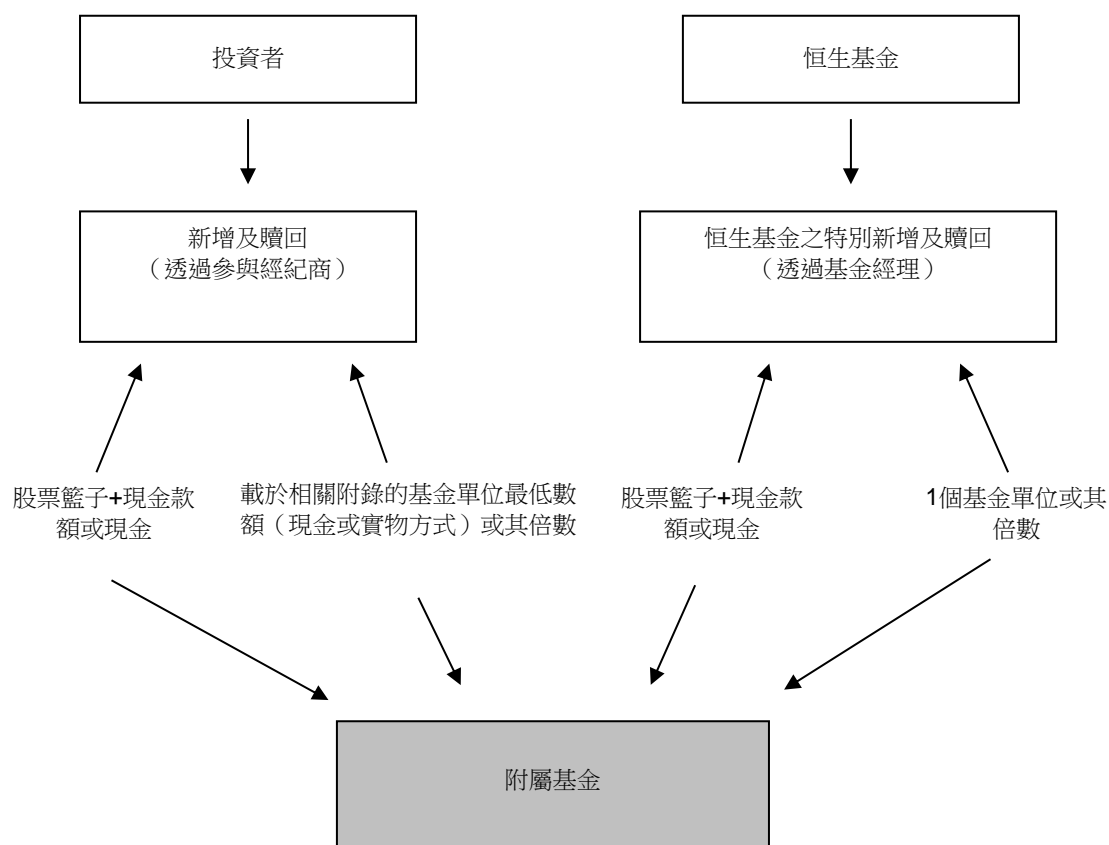 投資者
恒生基金
新增及贖回
（透過參與經紀商）
恒生基金之特別新增及贖回
（透過基金經理）
股票籃子+現金款
額或現金
載於相關附錄的基金單位最低數
額（現金或實物方式）或其倍數
股票籃子+現金款
額或現金
1個基金單位或其
倍數
附屬基金